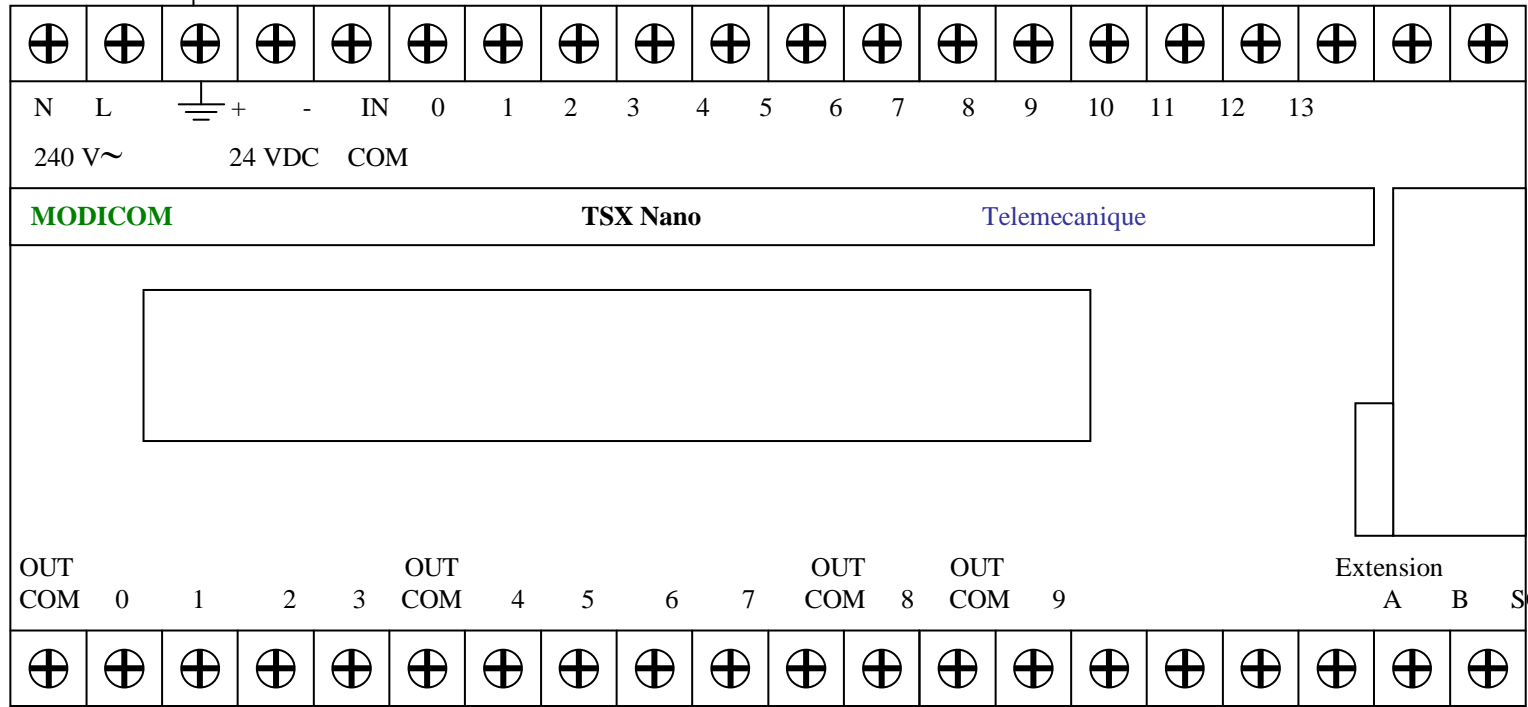 N L + - IN 0 1 2 3 4 5 6 7 8 9 10 11 12 13
240 V~ 24 VDC COM
MODICOM TSX Nano Telemecanique
OUT OUT OUT OUT Extension
COM 0 1 2 3 COM 4 5 6 7 COM 8 COM 9 A B S